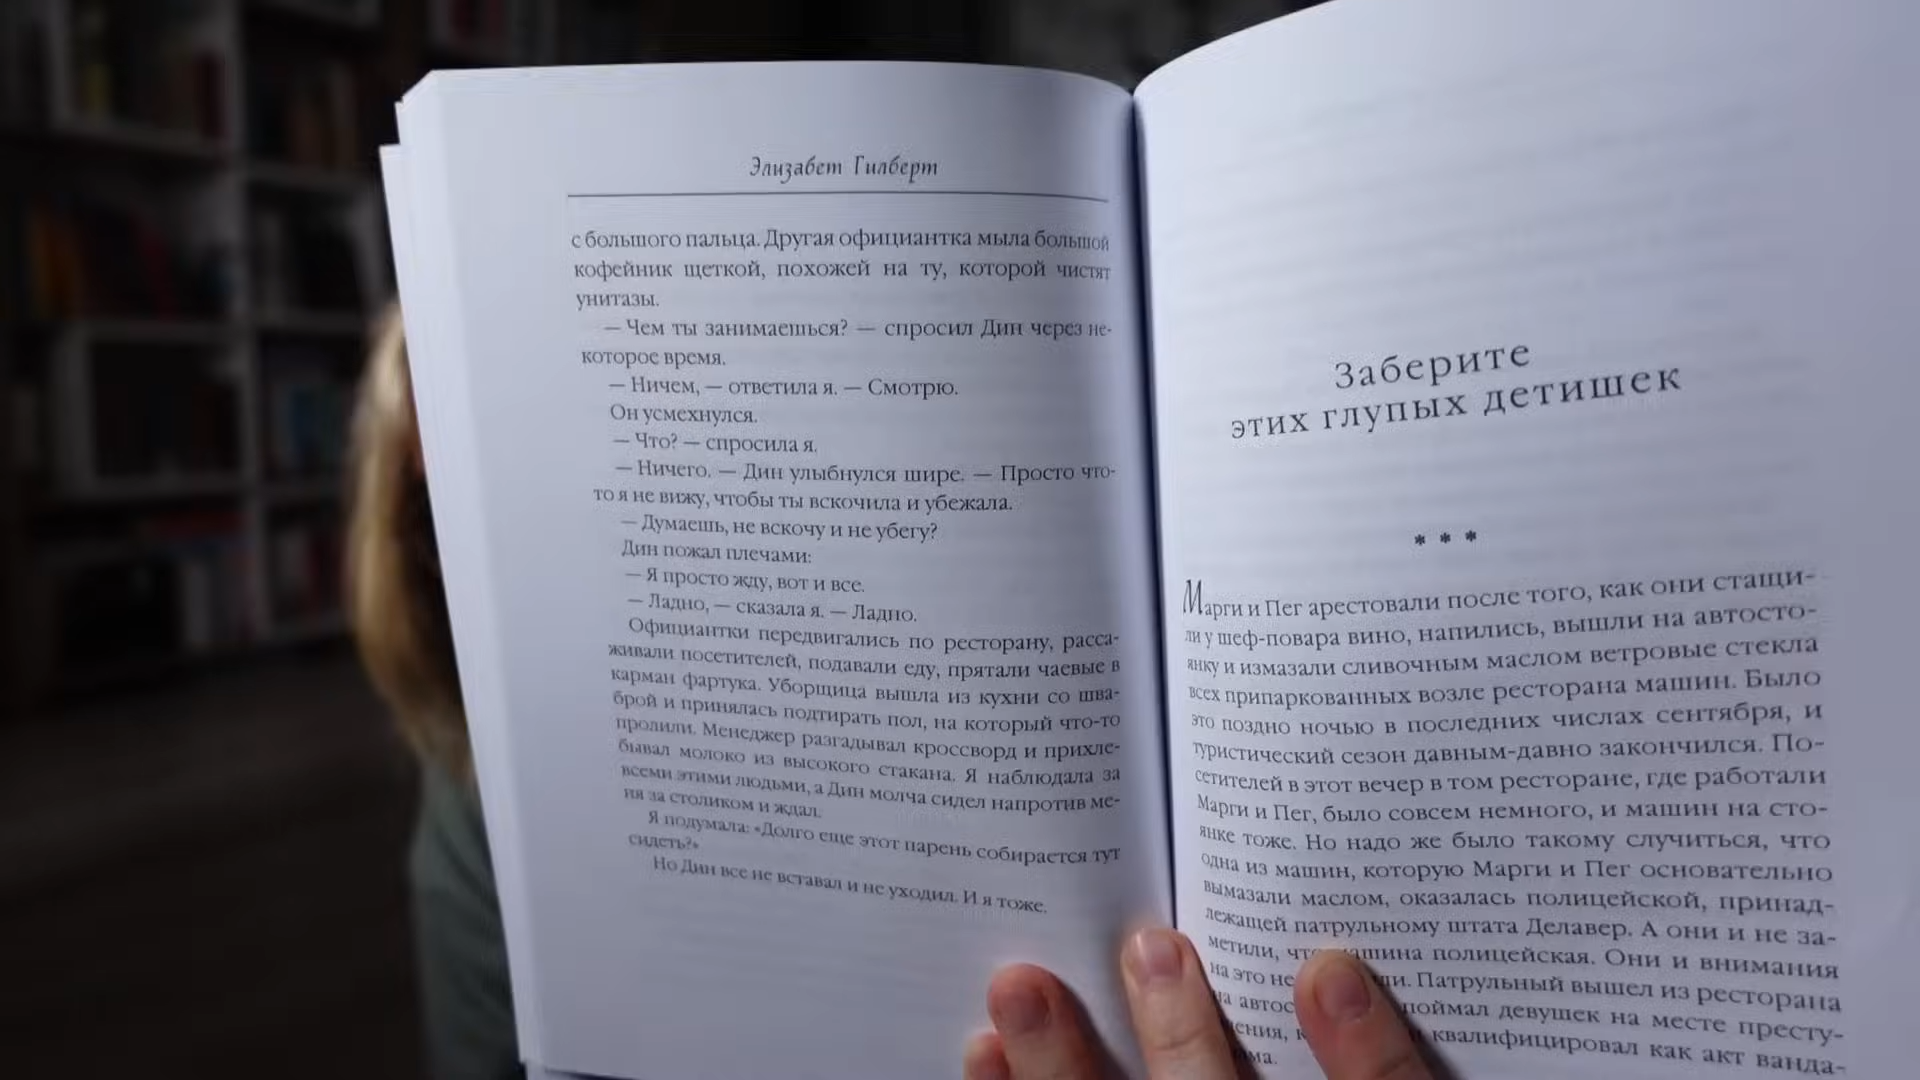 Элизабет Гилберт
с большого пальца. Другая официантка мыла большой
кофейник щеткой, похожей на ту, которой чистят
унитазы.
— Чем ты занимаешься? — спросил Дин через не-
которое время.
— Ничем, — ответила я. — Смотрю.
Он усмехнулся.
— Что? — спросила я.
— Ничего. — Дин улыбнулся шире. — Просто что-
то я не вижу, чтобы ты вскочила и убежала.
— Думаешь, не вскочу и не убегу?
Дин пожал плечами:
— Я просто жду, вот и все.
— Ладно, — сказала я. — Ладно.
Официантки передвигались по ресторану, расса-
живали посетителей, подавали еду, прятали чаевые в
карман фартука. Уборщица вышла из кухни со шва-
брой и принялась подтирать пол, на который что-то
пролили. Менеджер разгадывал кроссворд и прихле-
бывал молоко из высокого стакана. Я наблюдала за
всеми этими людьми, а Дин молча сидел напротив ме-
ня за столиком и ждал.
Я подумала: «Долго еще этот парень собирается тут
сидеть?»
Но Дин все не вставал и не уходил. И я тоже.
Заберите
этих глупых детишек
* * *
Марги и Пег арестовали после того, как они стащи-
ли у шеф-повара вино, напились, вышли на автосто-
янку и измазали сливочным маслом ветровые стекла
всех припаркованных возле ресторана машин. Было
это поздно ночью в последних числах сентября, и
туристический сезон давным-давно закончился. По-
сетителей в этот вечер в том ресторане, где работали
Марги и Пег, было совсем немного, и машин на сто-
янке тоже. Но надо же было такому случиться, что
одна из машин, которую Марги и Пег основательно
вымазали маслом, оказалась полицейской, принад-
лежащей патрульному штата Делавер. А они и не за-
метили, что машина полицейская. Они и внимания
на это не Патрульный вышел из ресторана
на поймал девушек на месте престу-
квалифицировал как акт ванда-